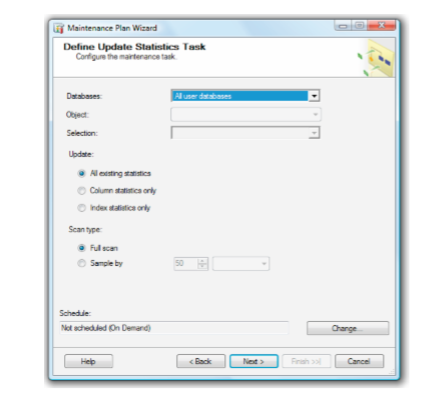 Maintenance Plan Wizard
Define Update Statistics Task
Configure the maintenance task.
Databases: All user databases
Object:
Selection:
Update:
All existing statistics
Column statistics only
Index statistics only
Scan type:
Full scan
Sample by 50
Schedule:
Not scheduled (On Demand) Change...
Help < Back Next > Finish >>| Cancel